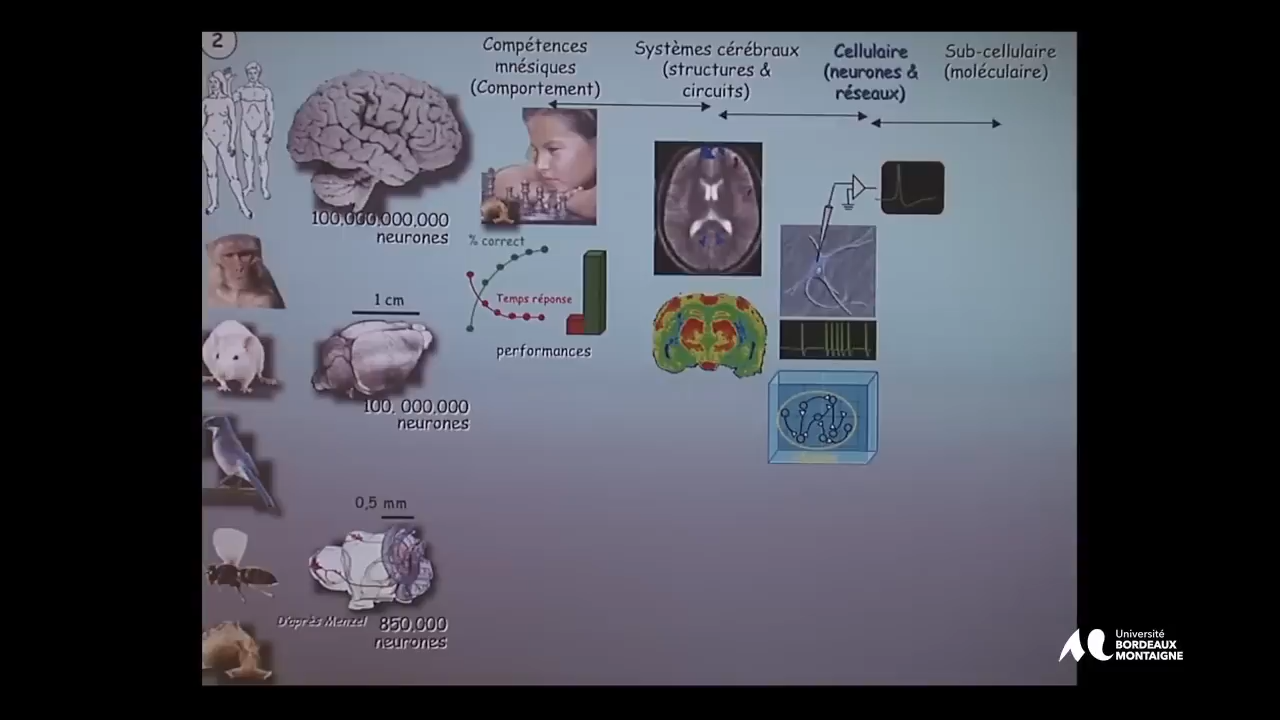 2
Compétences
mnésiques
(Comportement)
Systèmes cérébraux
(structures &
circuits)
Cellulaire
(neurones &
réseaux)
Sub-cellulaire
(moléculaire)
100,000,000,000
neurones
% correct
Temps réponse
performances
1 cm
100, 000,000
neurones
0,5 mm
D'après Menzel
850,000
neurones
Université
BORDEAUX
MONTAIGNE